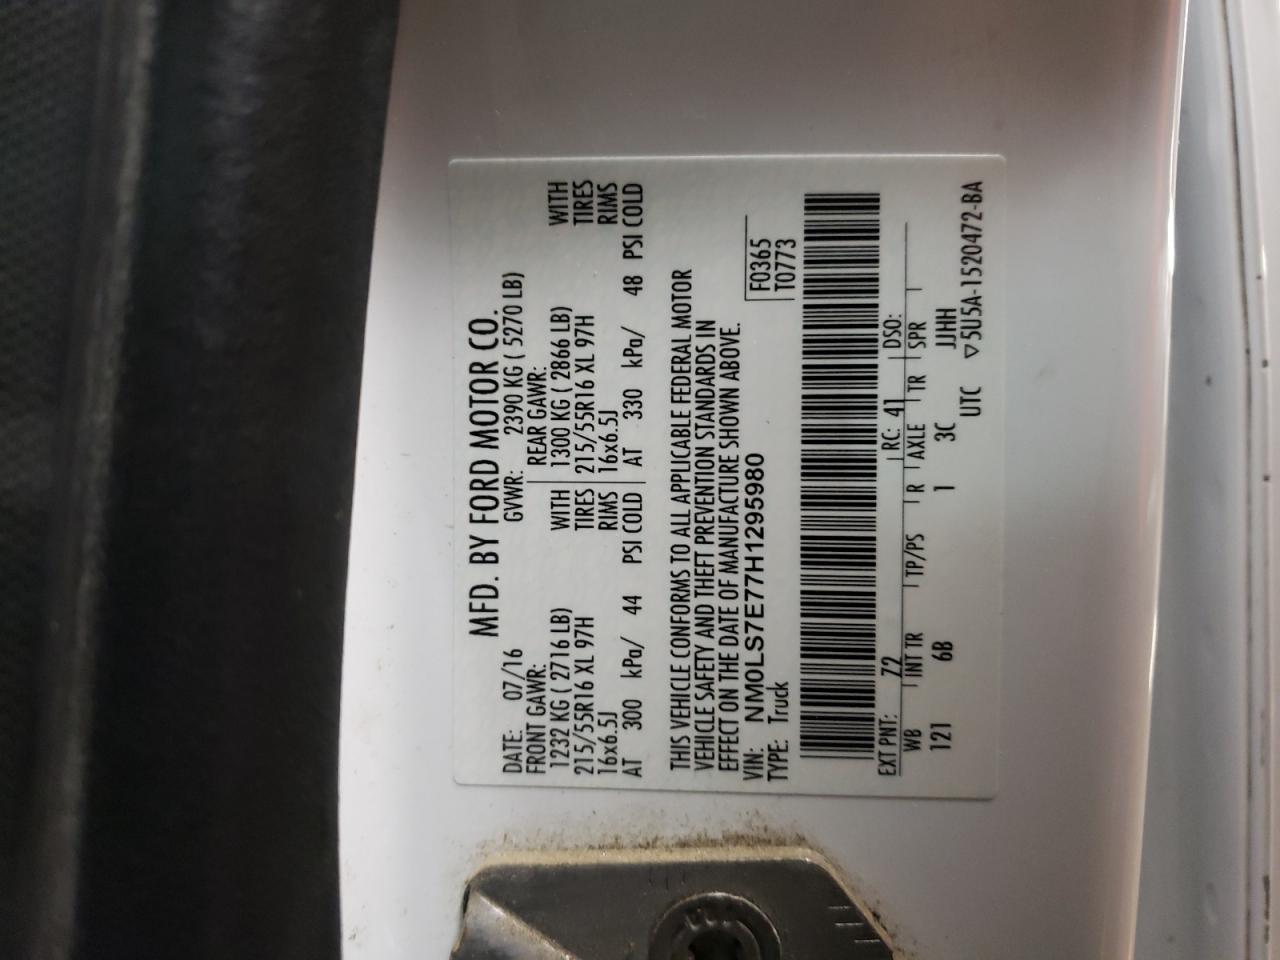 MFD. BY FORD MOTOR CO.
DATE: 07/16 GVWR: 2390 KG ( 5270 LB)
FRONT GAWR: REAR GAWR:
1232 KG ( 2716 LB) WITH 1300 KG ( 2866 LB) WITH
215/55R16 XL 97H TIRES 215/55R16 XL 97H TIRES
16x6.5J RIMS 16x6.5J RIMS
AT 300 kPa/ 44 PSI COLD AT 330 kPa/ 48 PSI COLD
THIS VEHICLE CONFORMS TO ALL APPLICABLE FEDERAL MOTOR
VEHICLE SAFETY AND THEFT PREVENTION STANDARDS IN
EFFECT ON THE DATE OF MANUFACTURE SHOWN ABOVE.
VIN: NM0LS7E77H1295980 F0365
TYPE: Truck T0773
EXT PNT: Z2 RC: 41 DSO:
WB INT TR TP/PS R AXLE TR SPR
121 6B 1 3C JJHH
UTC ▽5U5A-1520472-BA